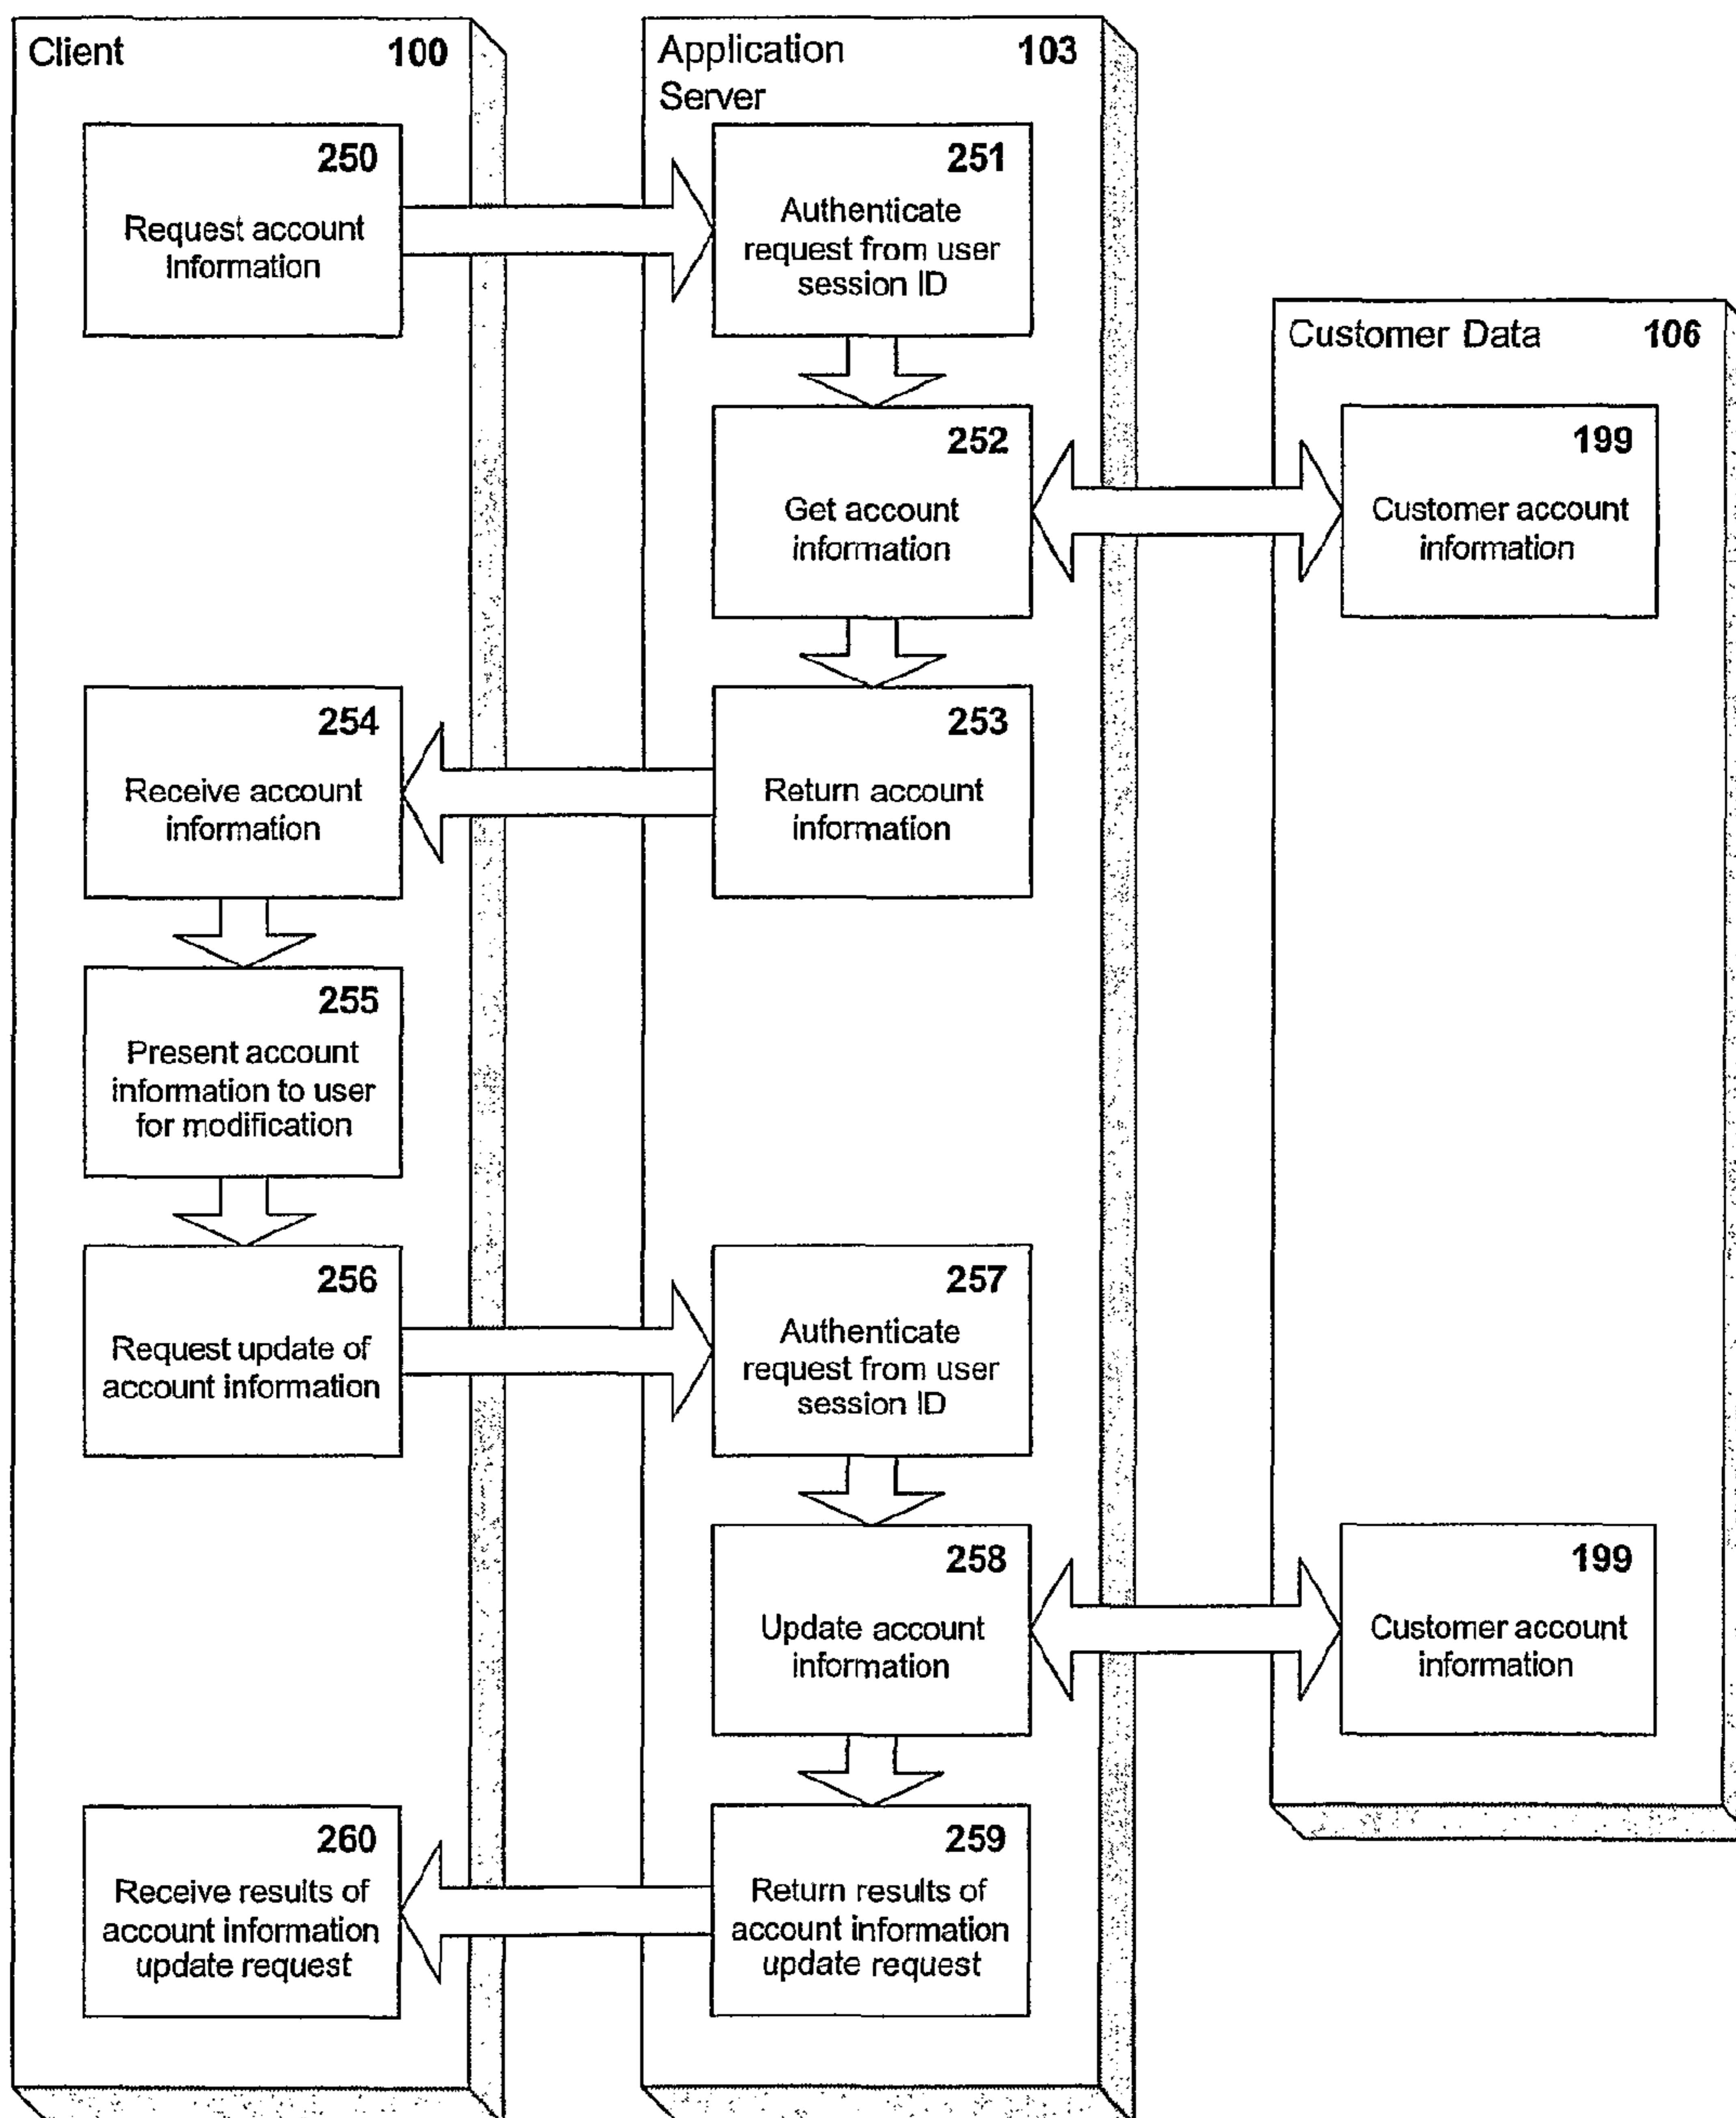 Client 100
Application 103
Server
250
Request account
Information
251
Authenticate
request from user
session ID
Customer Data 106
252
Get account
information
199
Customer account
information
254
Receive account
information
253
Return account
information
255
Present account
information to user
for modification
256
Request update of
account information
257
Authenticate
request from user
session ID
258
Update account
information
199
Customer account
information
260
Receive results of
account information
update request
259
Return results of
account information
update request